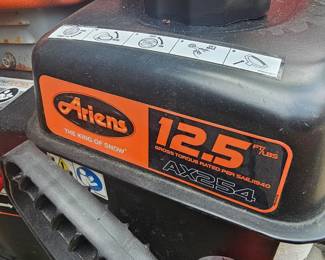 Ariens
THE KING OF SNOW®
12.5 FT/LBS
GROSS TORQUE RATED PER SAEJ1940
AX254